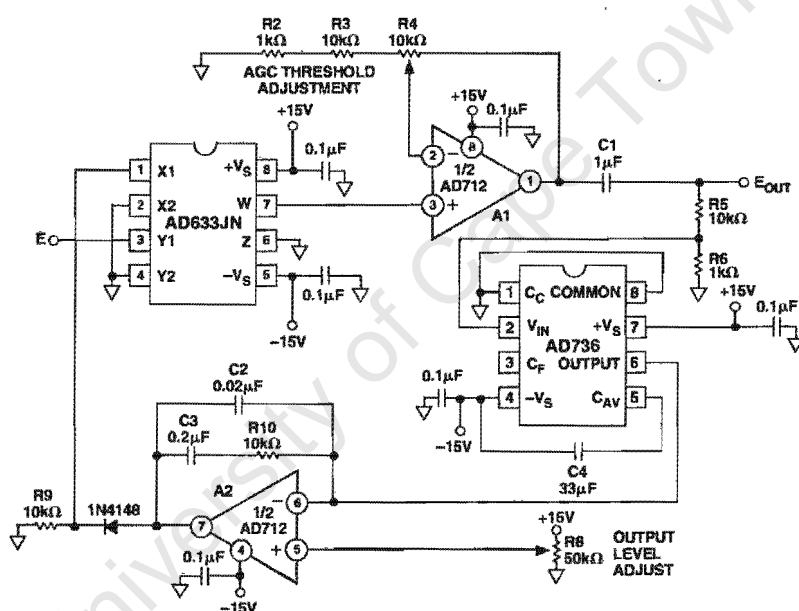 R2
1kΩ
R3
10kΩ
R4
10kΩ
AGC THRESHOLD
ADJUSTMENT
+15V
0.1µF
+15V
0.1µF
1 X1
+VS 8
2 X2
W 7
AD633JN
3 Y1
Z 6
4 Y2
–VS 5
E
0.1µF
–15V
2 –
3 +
8
1
1/2
AD712
A1
C1
1µF
EOUT
R5
10kΩ
R6
1kΩ
+15V
0.1µF
1 CC COMMON 8
2 VIN +VS 7
AD736
3 CF OUTPUT 6
4 –VS CAV 5
0.1µF
–15V
C4
33µF
C2
0.02µF
C3
0.2µF
R10
10kΩ
A2
1/2
AD712
– 6
+ 5
7
4
R9
10kΩ
1N4148
0.1µF
–15V
+15V
R8
50kΩ
OUTPUT
LEVEL
ADJUST
University of Cape Town